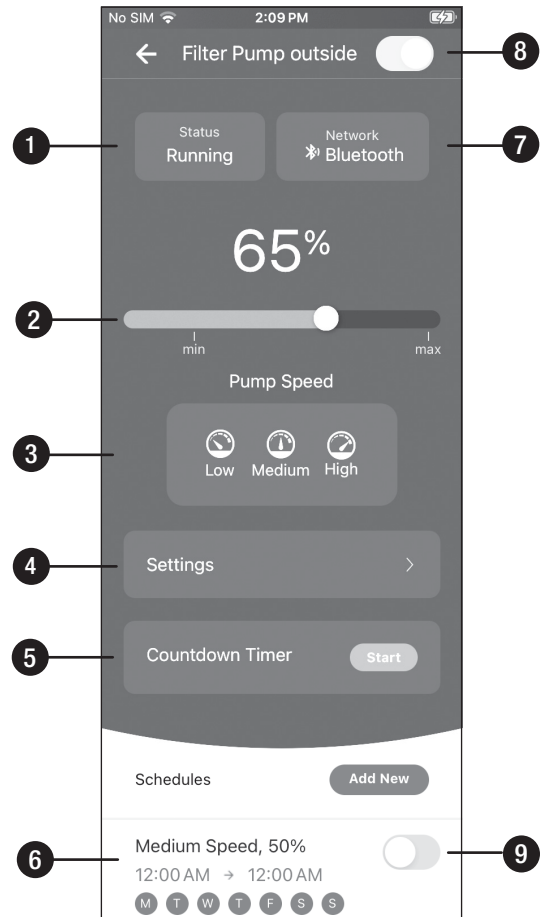 No SIM 2:09 PM
← Filter Pump outside
8
1
Status
Running
Network
Bluetooth
7
65%
2
min max
Pump Speed
3
Low Medium High
4
Settings >
5
Countdown Timer Start
Schedules Add New
6
Medium Speed, 50%
9
12:00 AM → 12:00 AM
M T W T F S S